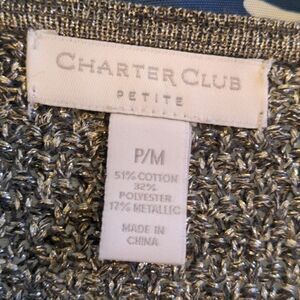 CHARTER CLUB
PETITE
P/M
51% COTTON
32%
POLYESTER
17% METALLIC
MADE IN
CHINA